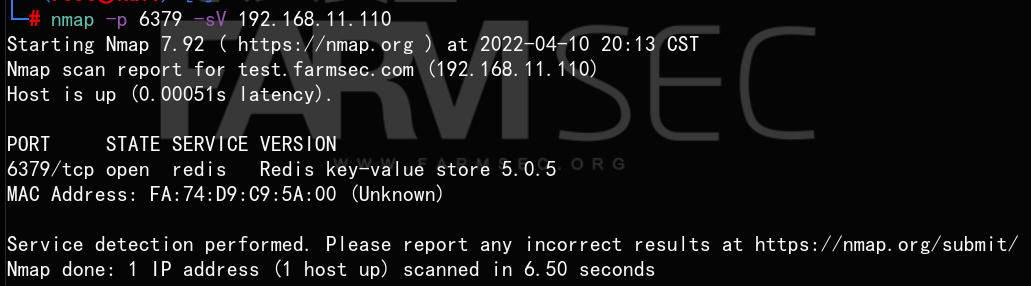 # nmap -p 6379 -sV 192.168.11.110
Starting Nmap 7.92 ( https://nmap.org ) at 2022-04-10 20:13 CST
Nmap scan report for test.farmsec.com (192.168.11.110)
Host is up (0.00051s latency).
FARMSEC
PORT     STATE SERVICE VERSION
WWW.FARMSEC.ORG
6379/tcp open  redis   Redis key-value store 5.0.5
MAC Address: FA:74:D9:C9:5A:00 (Unknown)
Service detection performed. Please report any incorrect results at https://nmap.org/submit/
Nmap done: 1 IP address (1 host up) scanned in 6.50 seconds